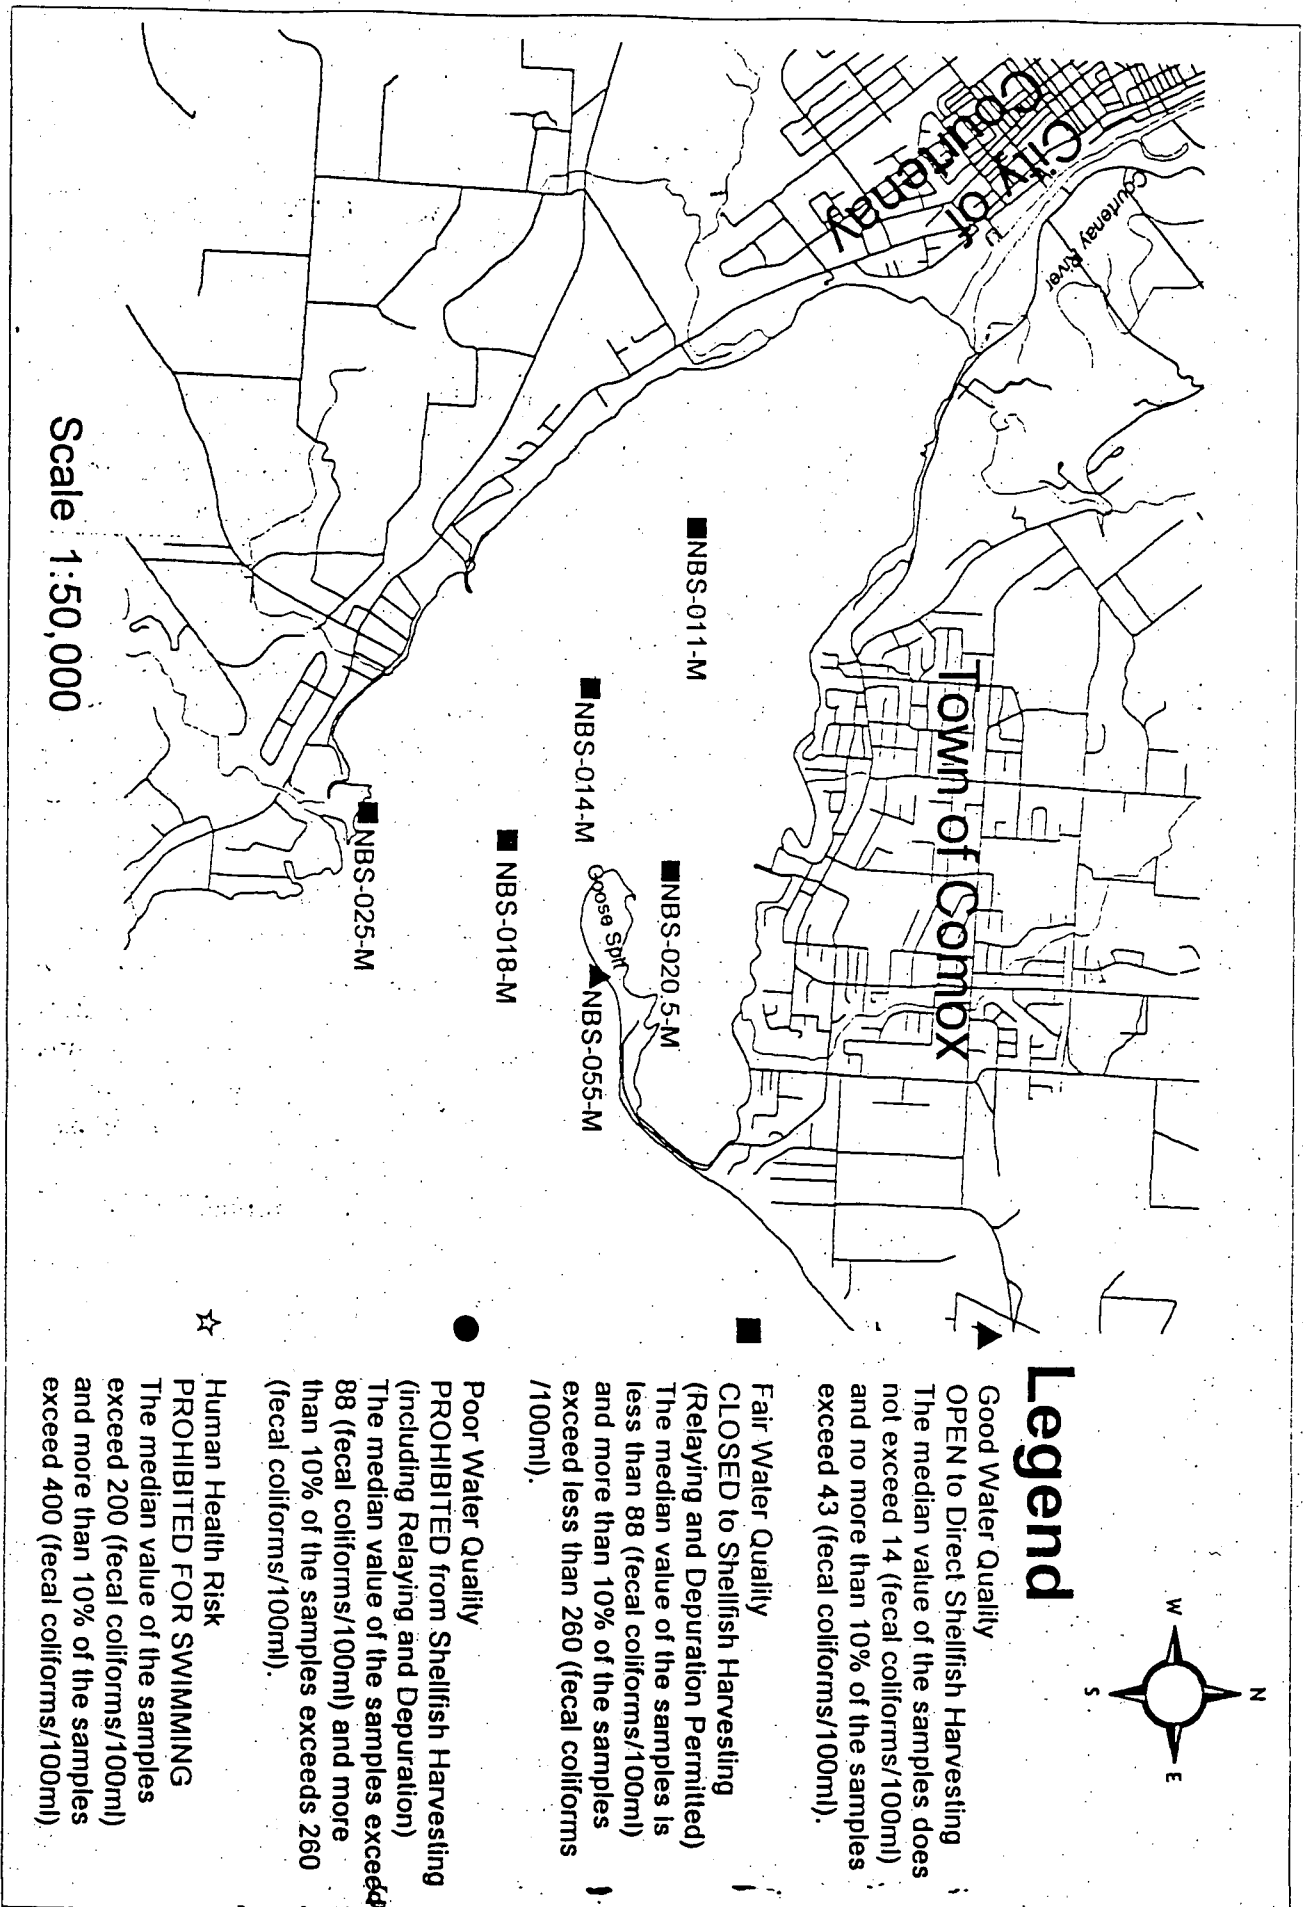 City of
Courtenay
Courtenay River
Town of Comox
NBS-011-M
NBS-014-M
NBS-020.5-M
Goose Spit
NBS-055-M
NBS-018-M
NBS-025-M
Scale 1:50,000
N
W
E
S
Legend
Good Water Quality
OPEN to Direct Shellfish Harvesting
The median value of the samples does
not exceed 14 (fecal coliforms/100ml)
and no more than 10% of the samples
exceed 43 (fecal coliforms/100ml).
Fair Water Quality
CLOSED to Shellfish Harvesting
(Relaying and Depuration Permitted)
The median value of the samples is
less than 88 (fecal coliforms/100ml)
and more than 10% of the samples
exceed less than 260 (fecal coliforms
/100ml).
Poor Water Quality
PROHIBITED from Shellfish Harvesting
(including Relaying and Depuration)
The median value of the samples exceed
88 (fecal coliforms/100ml) and more
than 10% of the samples exceeds 260
(fecal coliforms/100ml).
Human Health Risk
PROHIBITED FOR SWIMMING
The median value of the samples
exceed 200 (fecal coliforms/100ml)
and more than 10% of the samples
exceed 400 (fecal coliforms/100ml)